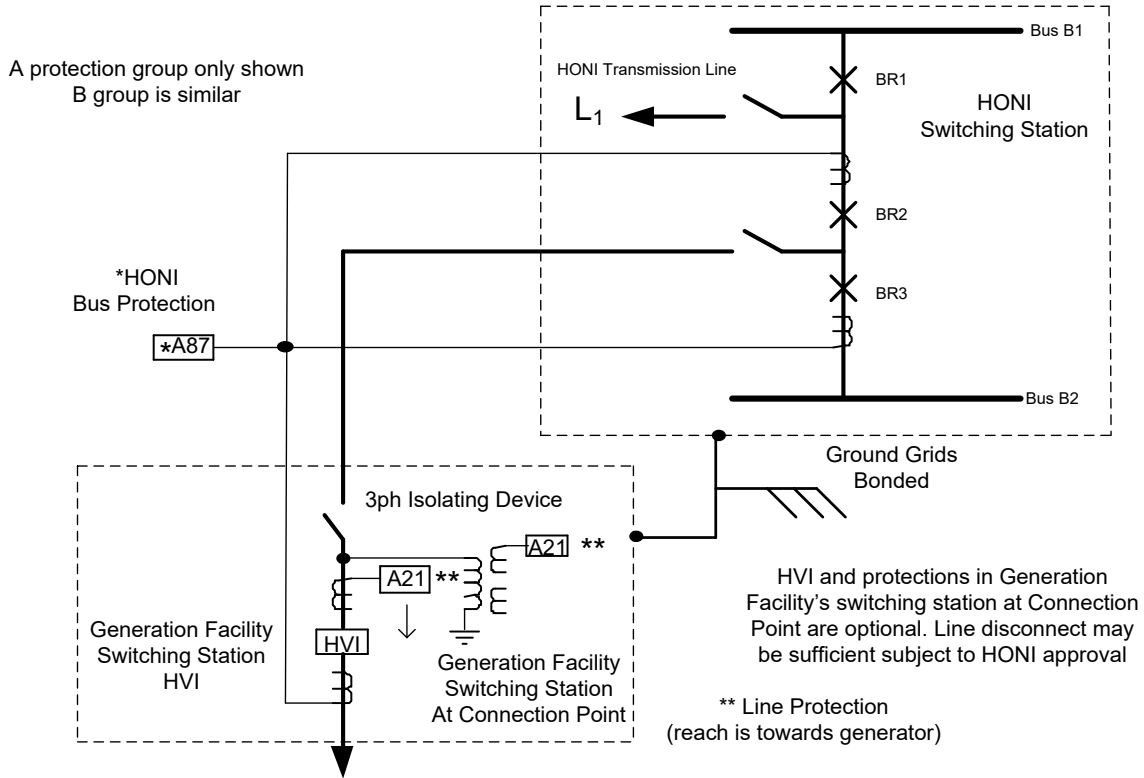 A protection group only shown
B group is similar
HONI Transmission Line
L1
Bus B1
BR1
HONI
Switching Station
BR2
BR3
Bus B2
*HONI
Bus Protection
*A87
Ground Grids
Bonded
3ph Isolating Device
A21 **
A21 **
HVI
Generation Facility
Switching Station
HVI
Generation Facility
Switching Station
At Connection Point
HVI and protections in Generation
Facility's switching station at Connection
Point are optional. Line disconnect may
be sufficient subject to HONI approval
** Line Protection
(reach is towards generator)